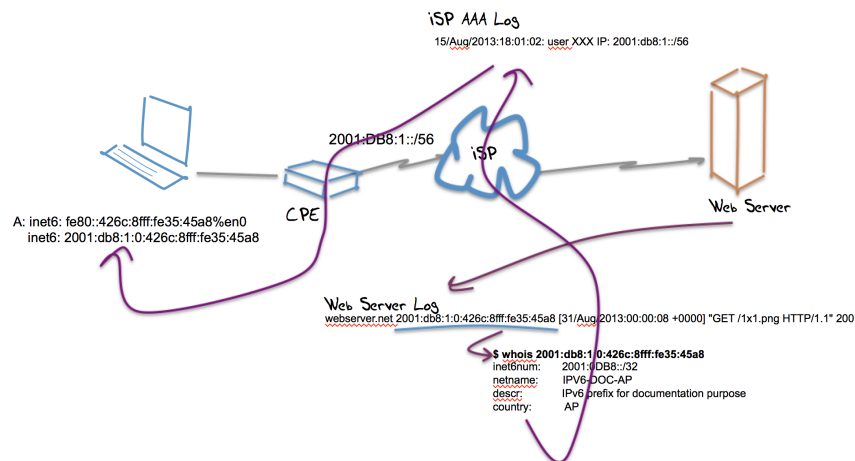 iSP AAA Log
15/Aug/2013:18:01:02: user XXX IP: 2001:db8:1::/56
2001:DB8:1::/56
iSP
CPE
Web Server
A: inet6: fe80::426c:8fff:fe35:45a8%en0
inet6: 2001:db8:1:0:426c:8fff:fe35:45a8
Web Server Log
webserver.net 2001:db8:1:0:426c:8fff:fe35:45a8 [31/Aug/2013:00:00:08 +0000] "GET /1x1.png HTTP/1.1" 200
$ whois 2001:db8:1:0:426c:8fff:fe35:45a8
inet6num: 2001:0DB8::/32
netname: IPV6-DOC-AP
descr: IPv6 prefix for documentation purpose
country: AP